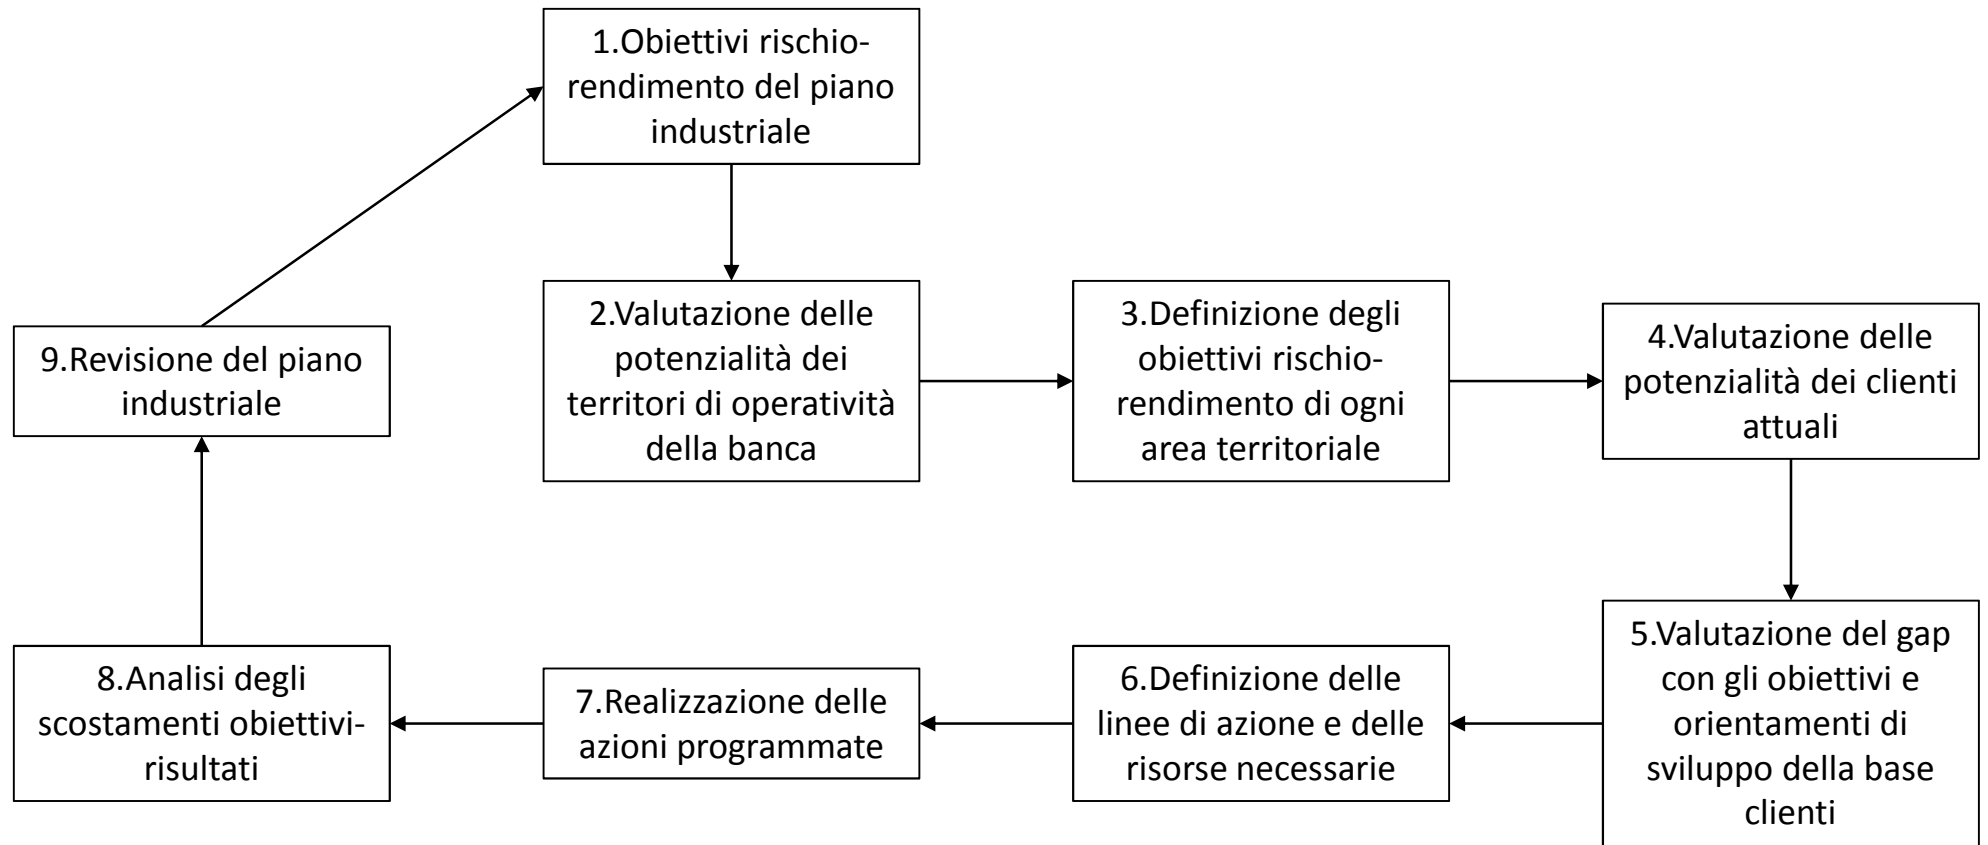 1.Obiettivi rischio-
rendimento del piano
industriale
2.Valutazione delle
potenzialità dei
territori di operatività
della banca
3.Definizione degli
obiettivi rischio-
rendimento di ogni
area territoriale
4.Valutazione delle
potenzialità dei clienti
attuali
5.Valutazione del gap
con gli obiettivi e
orientamenti di
sviluppo della base
clienti
6.Definizione delle
linee di azione e delle
risorse necessarie
7.Realizzazione delle
azioni programmate
8.Analisi degli
scostamenti obiettivi-
risultati
9.Revisione del piano
industriale